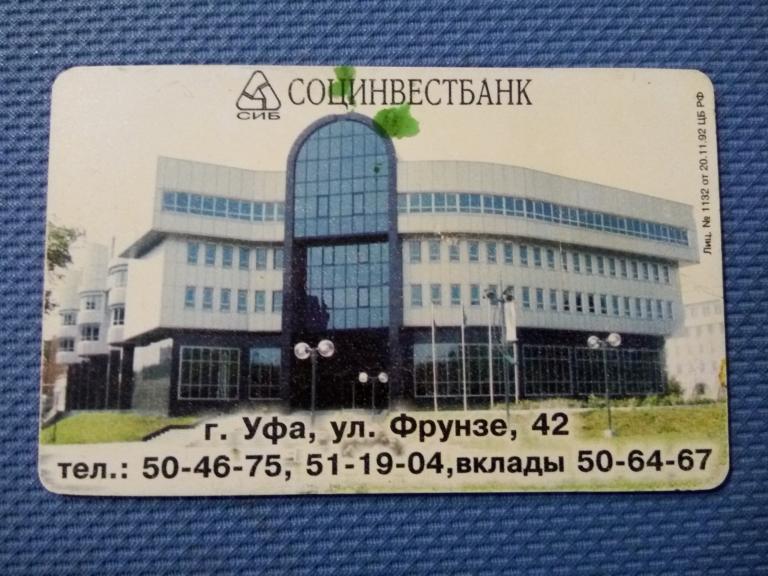 СОЦИНВЕСТБАНК
СИБ
Лиц. № 1132 от 20.11.92 ЦБ РФ
г. Уфа, ул. Фрунзе, 42
тел.: 50-46-75, 51-19-04,вклады 50-64-67